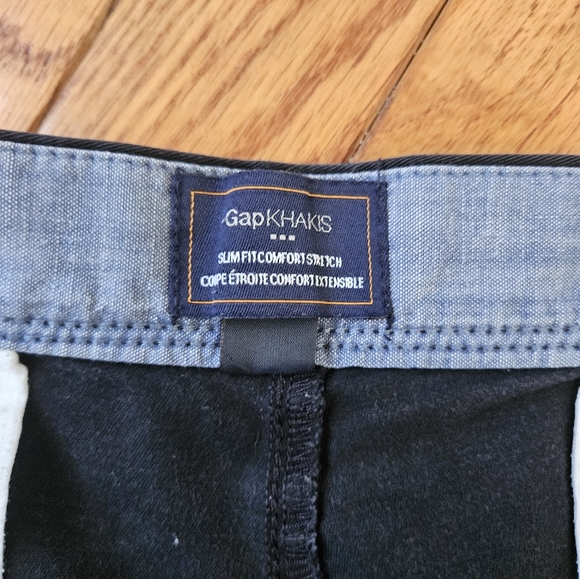 GapKHAKIS
SLIM FIT COMFORT STRETCH
COUPE ÉTROITE CONFORT EXTENSIBLE